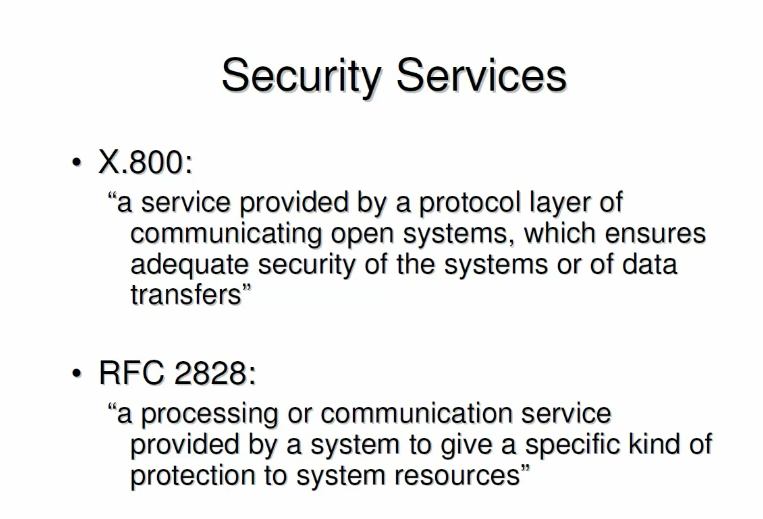 Security Services
• X.800:
“a service provided by a protocol layer of
communicating open systems, which ensures
adequate security of the systems or of data
transfers”
• RFC 2828:
“a processing or communication service
provided by a system to give a specific kind of
protection to system resources”